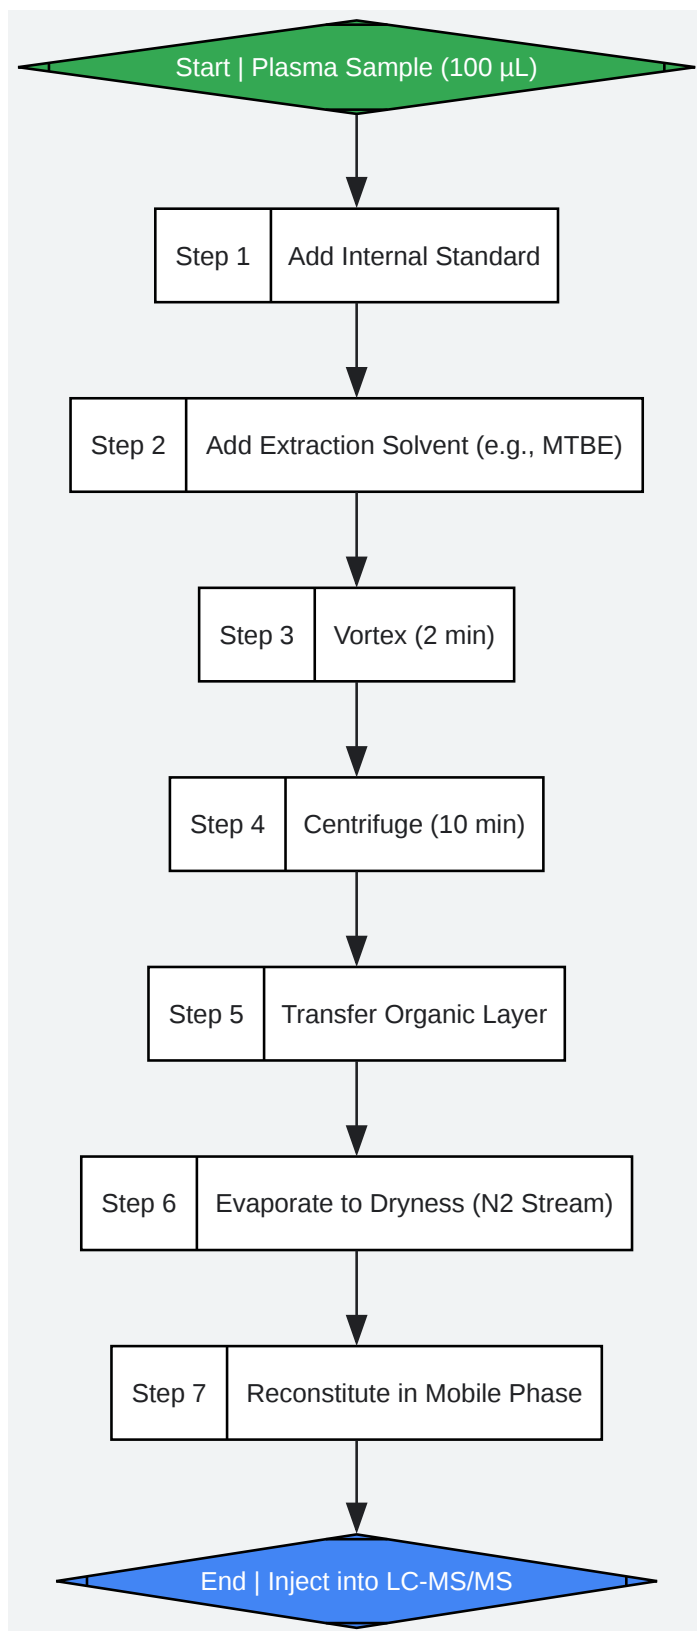 Start | Plasma Sample (100 µL)
Step 1 Add Internal Standard
Step 2 Add Extraction Solvent (e.g., MTBE)
Step 3 Vortex (2 min)
Step 4 Centrifuge (10 min)
Step 5 Transfer Organic Layer
Step 6 Evaporate to Dryness (N2 Stream)
Step 7 Reconstitute in Mobile Phase
End | Inject into LC-MS/MS